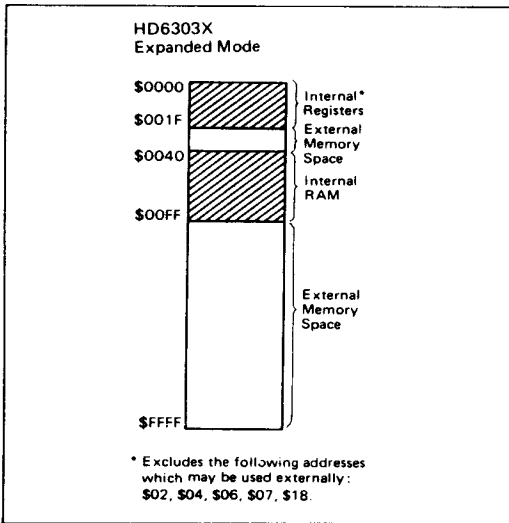 HD6303X
Expanded Mode
$0000
Internal*
Registers
$001F
External
Memory
Space
$0040
Internal
RAM
$00FF
External
Memory
Space
$FFFF
* Excludes the following addresses
which may be used externally:
$02, $04, $06, $07, $18.